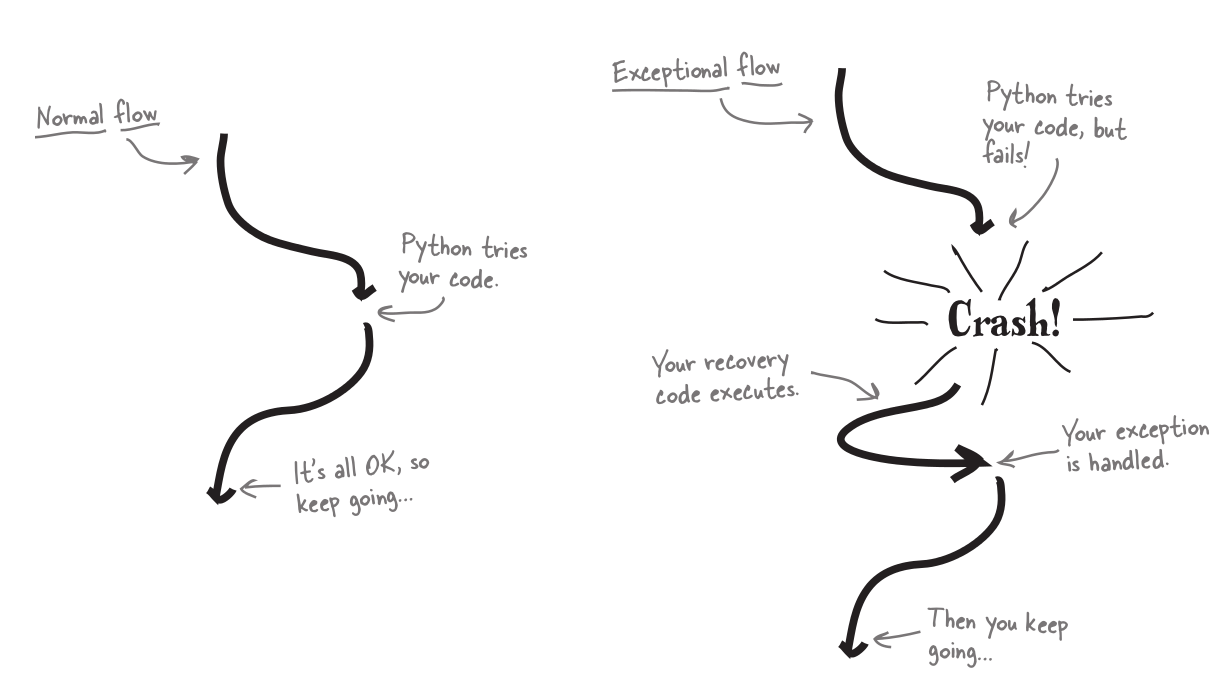 Normal flow
Python tries
your code.
It's all OK, so
keep going...
Exceptional flow
Python tries
your code, but
fails!
Crash!
Your recovery
code executes.
Your exception
is handled.
Then you keep
going...